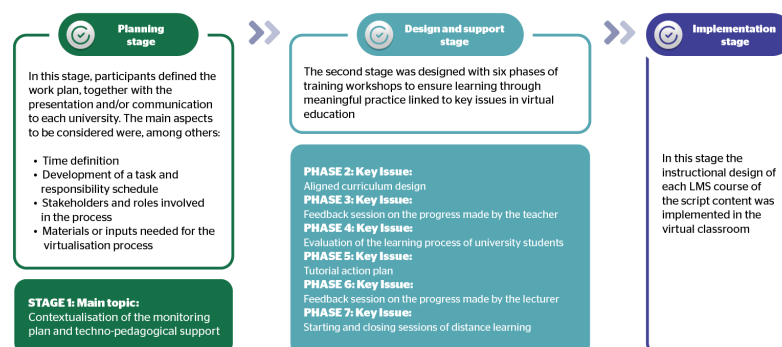 Planning
stage
In this stage, participants defined the
work plan, together with the
presentation and/or communication
to each university. The main aspects
to be considered were, among others:
• Time definition
• Development of a task and
responsibility schedule
• Stakeholders and roles involved
in the process
• Materials or inputs needed for the
virtualisation process
STAGE 1: Main topic:
Contextualisation of the monitoring
plan and techno-pedagogical support
Design and support
stage
The second stage was designed with six phases of
training workshops to ensure learning through
meaningful practice linked to key issues in virtual
education
PHASE 2: Key Issue:
Aligned curriculum design
PHASE 3: Key Issue:
Feedback session on the progress made by the teacher
PHASE 4: Key Issue:
Evaluation of the learning process of university students
PHASE 5: Key Issue:
Tutorial action plan
PHASE 6: Key Issue:
Feedback session on the progress made by the lecturer
PHASE 7: Key Issue:
Starting and closing sessions of distance learning
Implementation
stage
In this stage the
instructional design of
each LMS course of
the script content was
implemented in the
virtual classroom